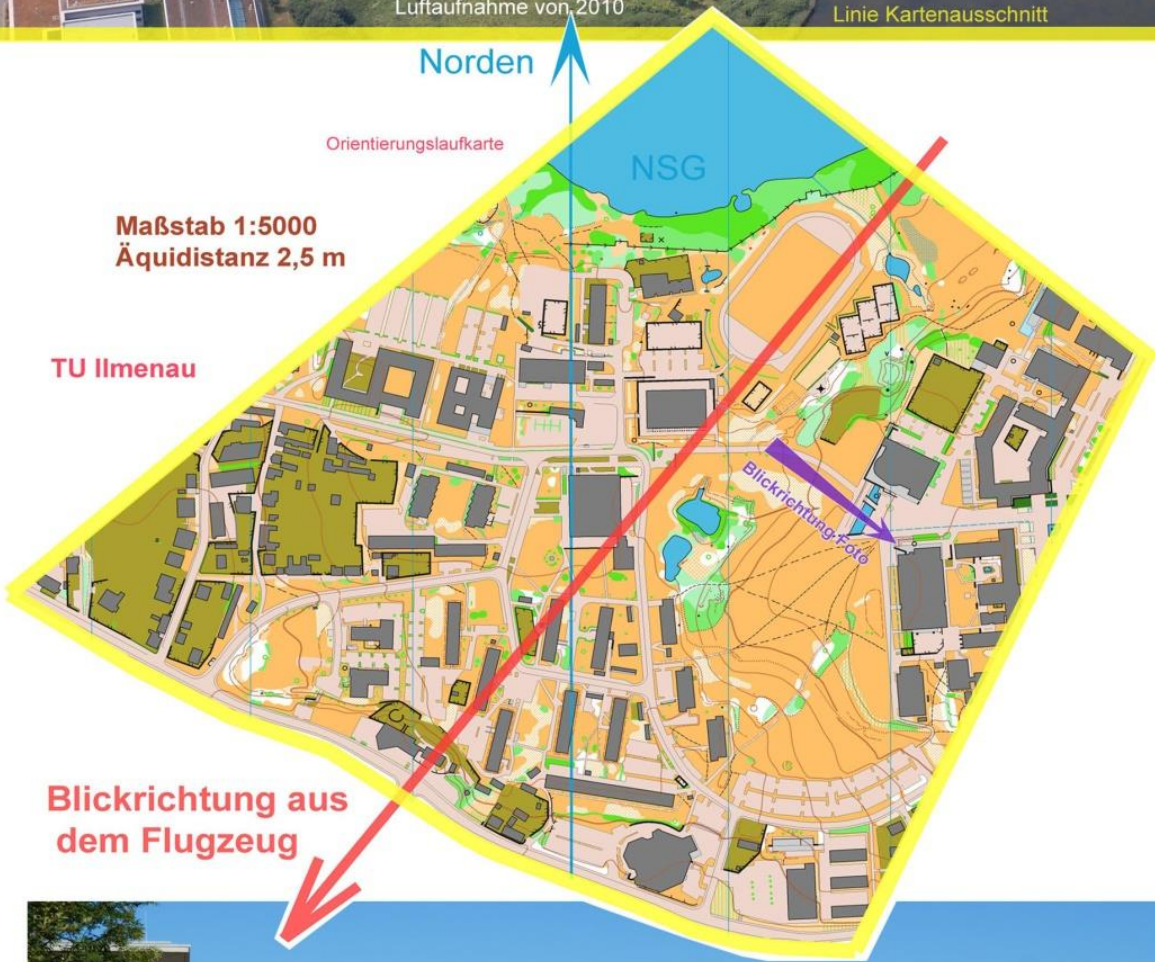 Luftaufnahme von 2010
Linie Kartenausschnitt
Norden
Orientierungslaufkarte
NSG
Maßstab 1:5000
Äquidistanz 2,5 m
TU Ilmenau
Blickrichtung Foto
Blickrichtung aus
dem Flugzeug